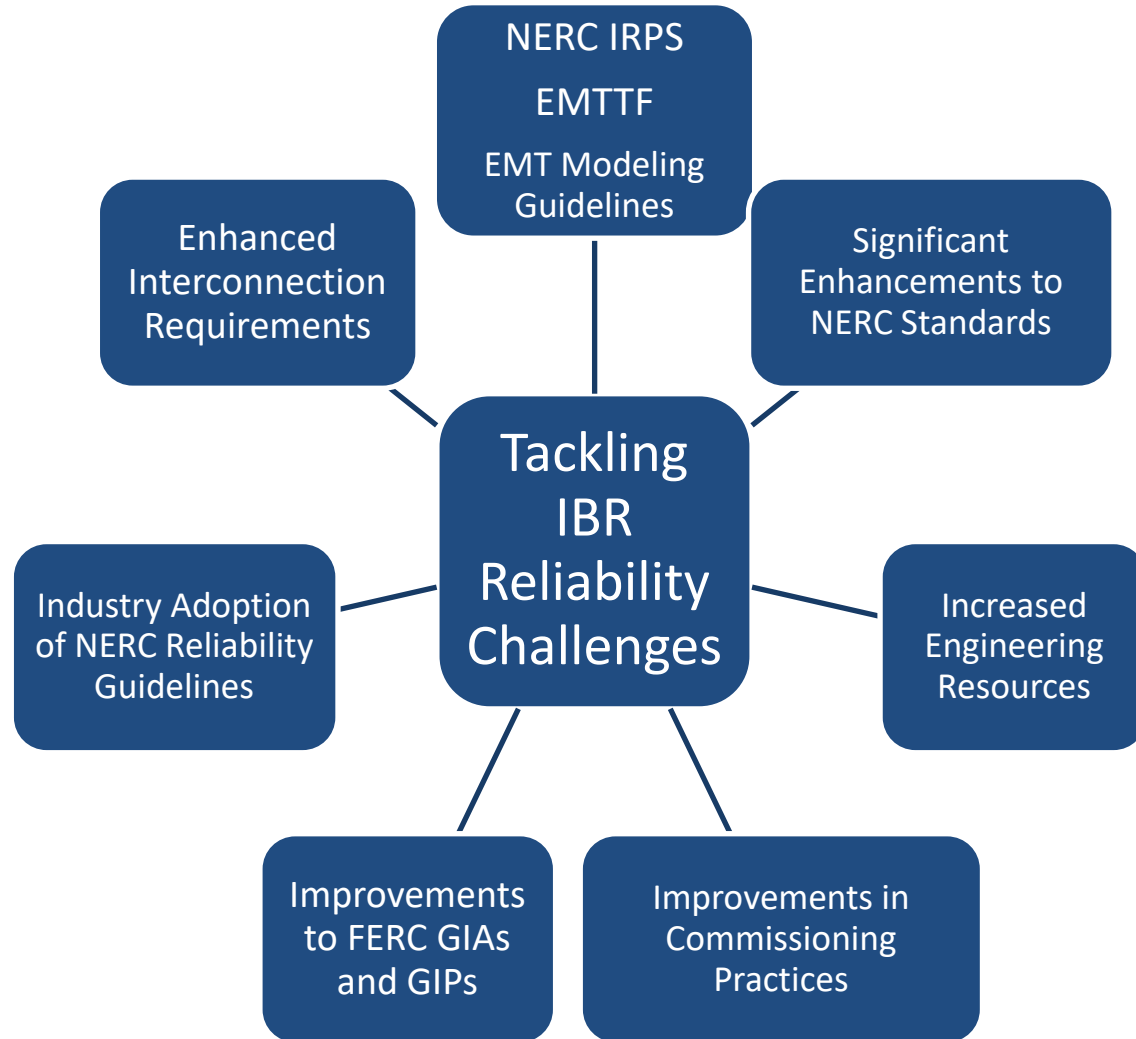 NERC IRPS
EMTTF
EMT Modeling
Guidelines
Significant
Enhancements to
NERC Standards
Increased
Engineering
Resources
Improvements in
Commissioning
Practices
Improvements
to FERC GIAs
and GIPs
Industry Adoption
of NERC Reliability
Guidelines
Enhanced
Interconnection
Requirements
Tackling
IBR
Reliability
Challenges